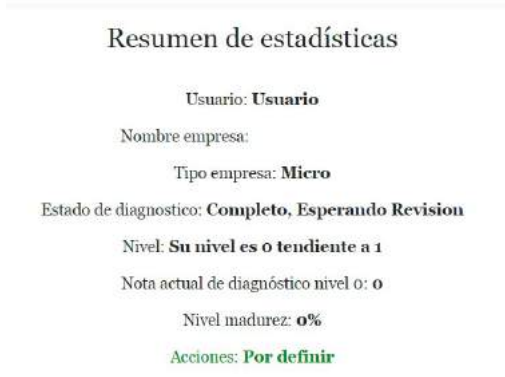 Resumen de estadísticas
Usuario: Usuario
Nombre empresa:
Tipo empresa: Micro
Estado de diagnostico: Completo, Esperando Revision
Nivel: Su nivel es 0 tendiente a 1
Nota actual de diagnóstico nivel 0: 0
Nivel madurez: 0%
Acciones: Por definir